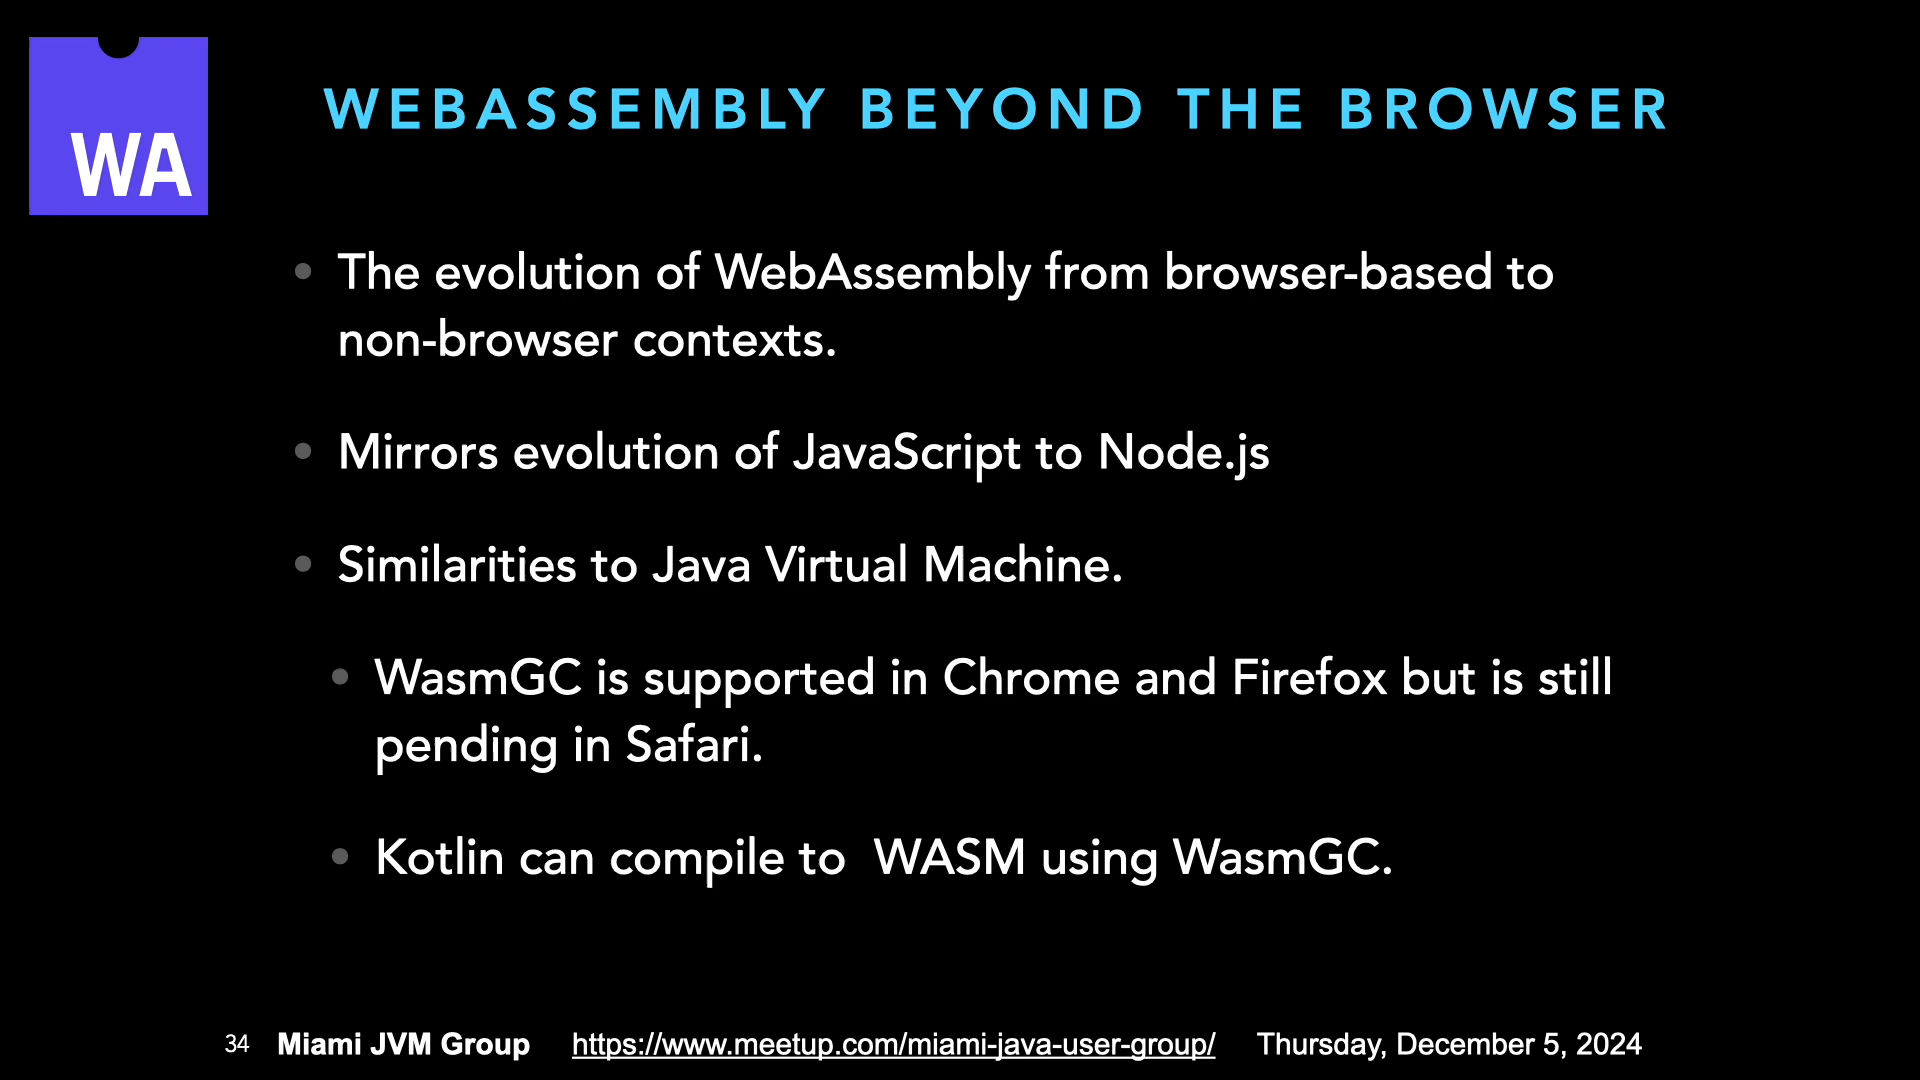 WA
WEBASSEMBLY BEYOND THE BROWSER
• The evolution of WebAssembly from browser-based to
non-browser contexts.
• Mirrors evolution of JavaScript to Node.js
• Similarities to Java Virtual Machine.
• WasmGC is supported in Chrome and Firefox but is still
pending in Safari.
• Kotlin can compile to  WASM using WasmGC.
34 Miami JVM Group https://www.meetup.com/miami-java-user-group/ Thursday, December 5, 2024